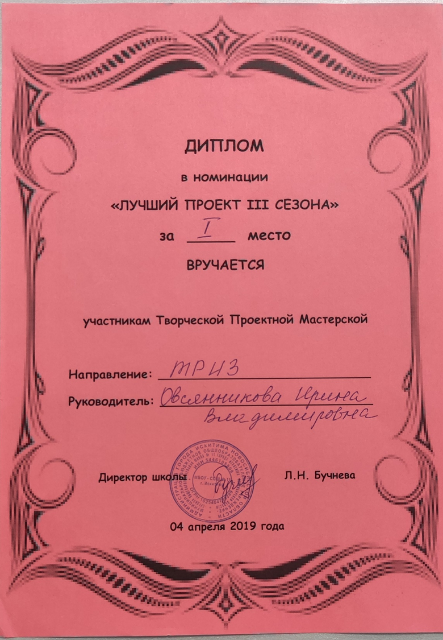 ДИПЛОМ
в номинации
«ЛУЧШИЙ ПРОЕКТ III СЕЗОНА»
за I место
ВРУЧАЕТСЯ
участникам Творческой Проектной Мастерской
Направление: ТРИЗ
Руководитель: Овсянникова Ирина
Владимировна
Директор школы Л.Н. Бучнева
04 апреля 2019 года